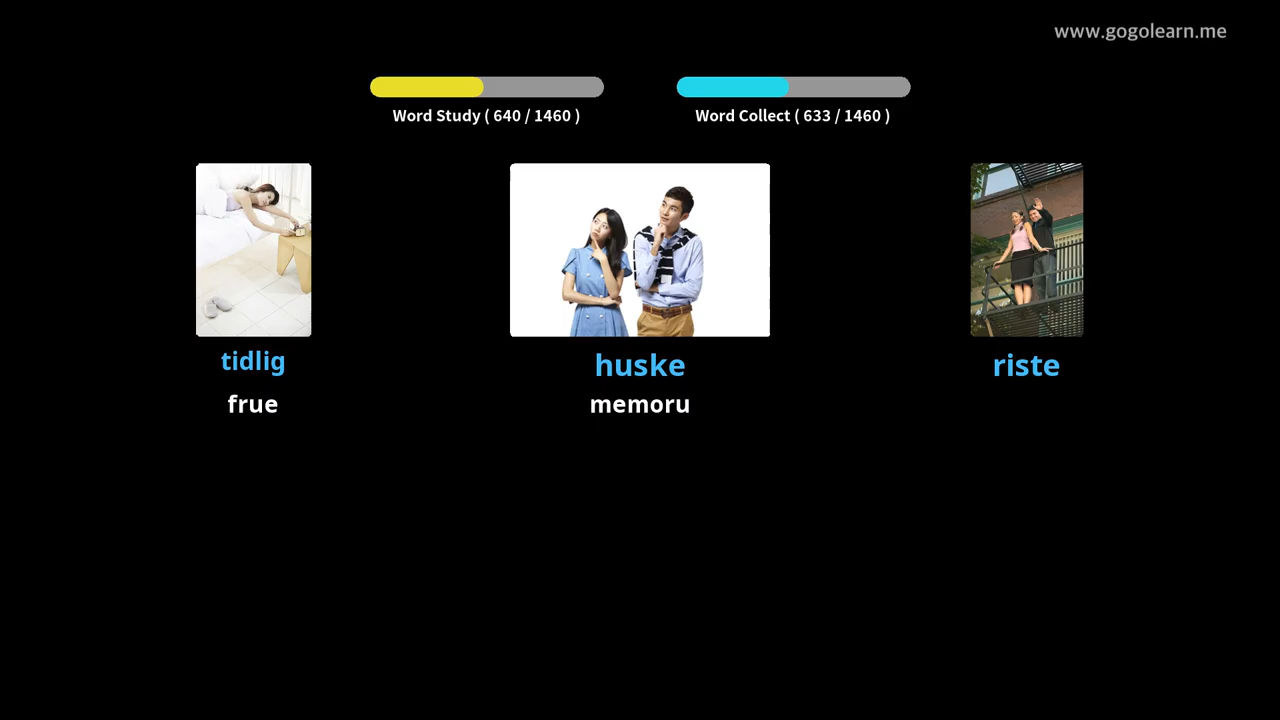 www.gogolearn.me
Word Study ( 640 / 1460 )
Word Collect ( 633 / 1460 )
tidlig
huske
riste
frue
memoru